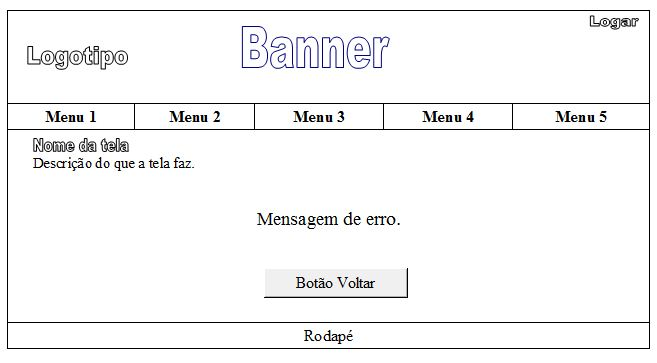 Logar
Logotipo
Banner
Menu 1
Menu 2
Menu 3
Menu 4
Menu 5
Nome da tela
Descrição do que a tela faz.
Mensagem de erro.
Botão Voltar
Rodapé